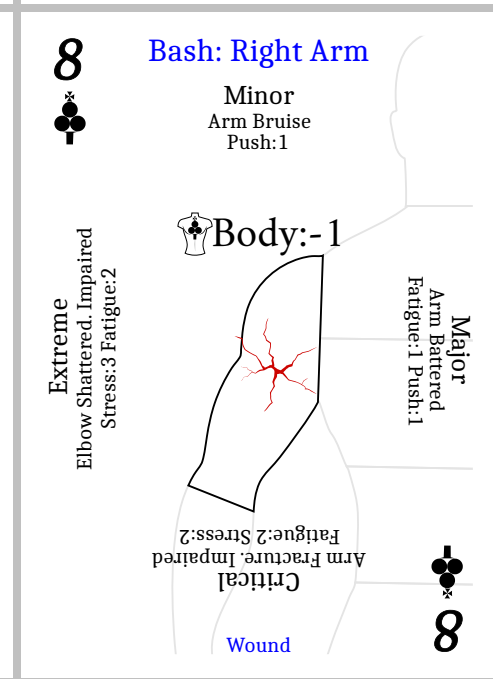 8
Bash: Right Arm
Minor
Arm Bruise
Push:1
Body:-1
Extreme
Elbow Shattered. Impaired
Stress:3 Fatigue:2
Major
Arm Battered
Fatigue:1 Push:1
Critical
Arm Fracture. Impaired
Fatigue:2 Stress:2
Wound
8